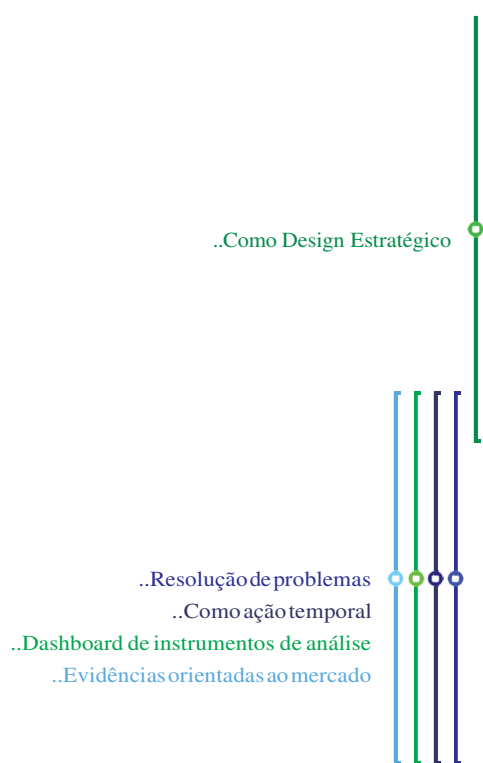 ..Como Design Estratégico
..Resolução de problemas
..Como ação temporal
..Dashboard de instrumentos de análise
..Evidências orientadas ao mercado